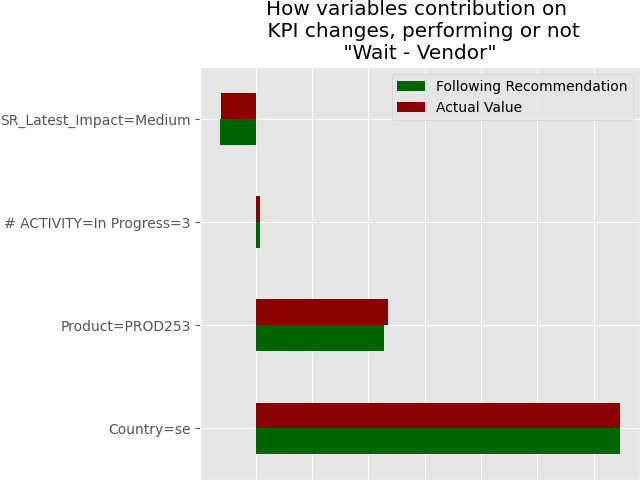 How variables contribution on
KPI changes, performing or not
"Wait - Vendor"
Following Recommendation
Actual Value
SR_Latest_Impact=Medium
# ACTIVITY=In Progress=3
Product=PROD253
Country=se